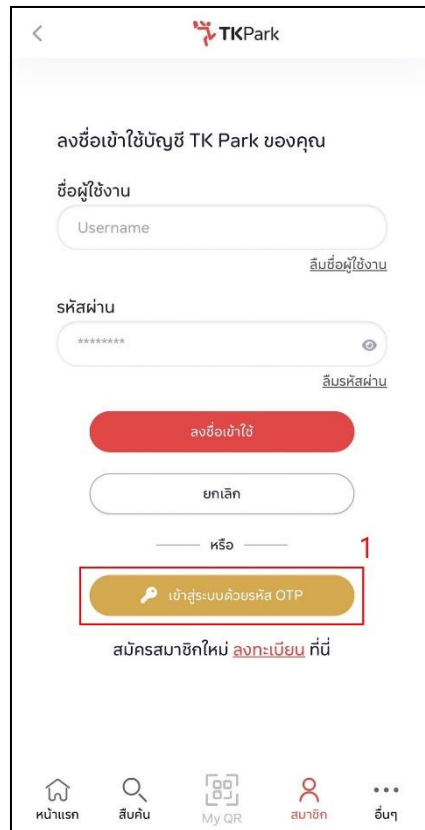 TKPark
ลงชื่อเข้าใช้บัญชี TK Park ของคุณ
ชื่อผู้ใช้งาน
Username
ลืมชื่อผู้ใช้งาน
รหัสผ่าน
********
ลืมรหัสผ่าน
ลงชื่อเข้าใช้
ยกเลิก
หรือ
1
เข้าสู่ระบบด้วยรหัส OTP
สมัครสมาชิกใหม่ ลงทะเบียน ที่นี่
หน้าแรก สืบค้น My QR สมาชิก อื่นๆ